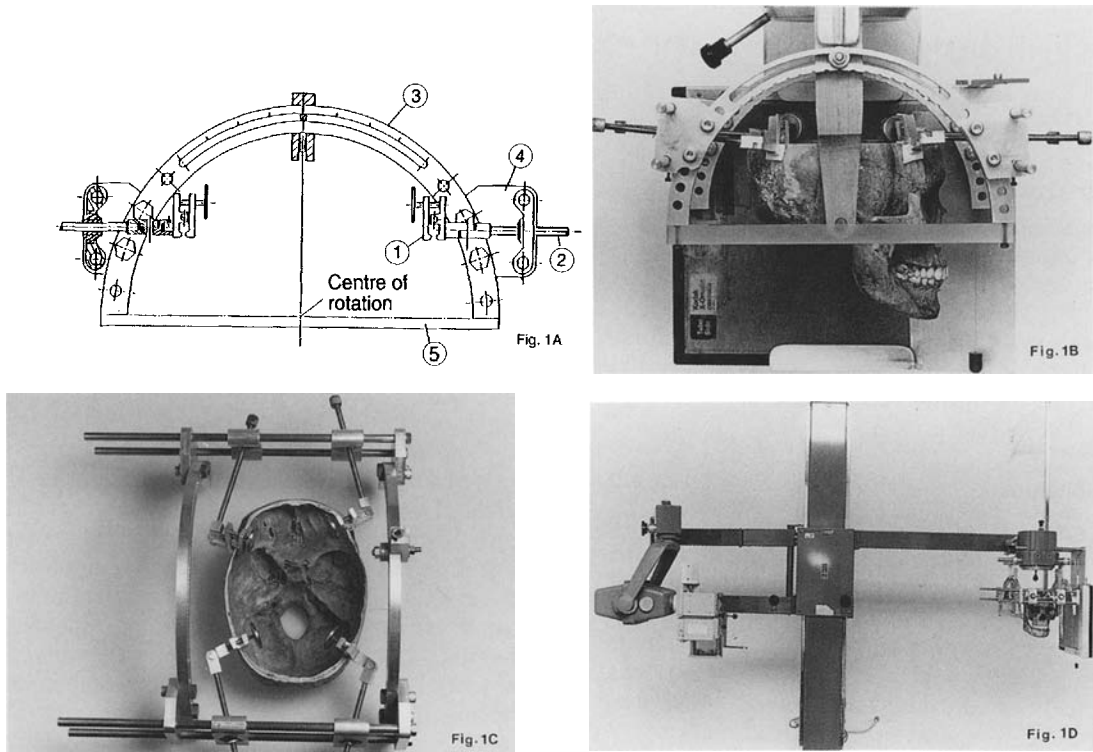 3
4
1
2
Centre of
rotation
5
Fig. 1A
Fig. 1B
Fig. 1C
Fig. 1D